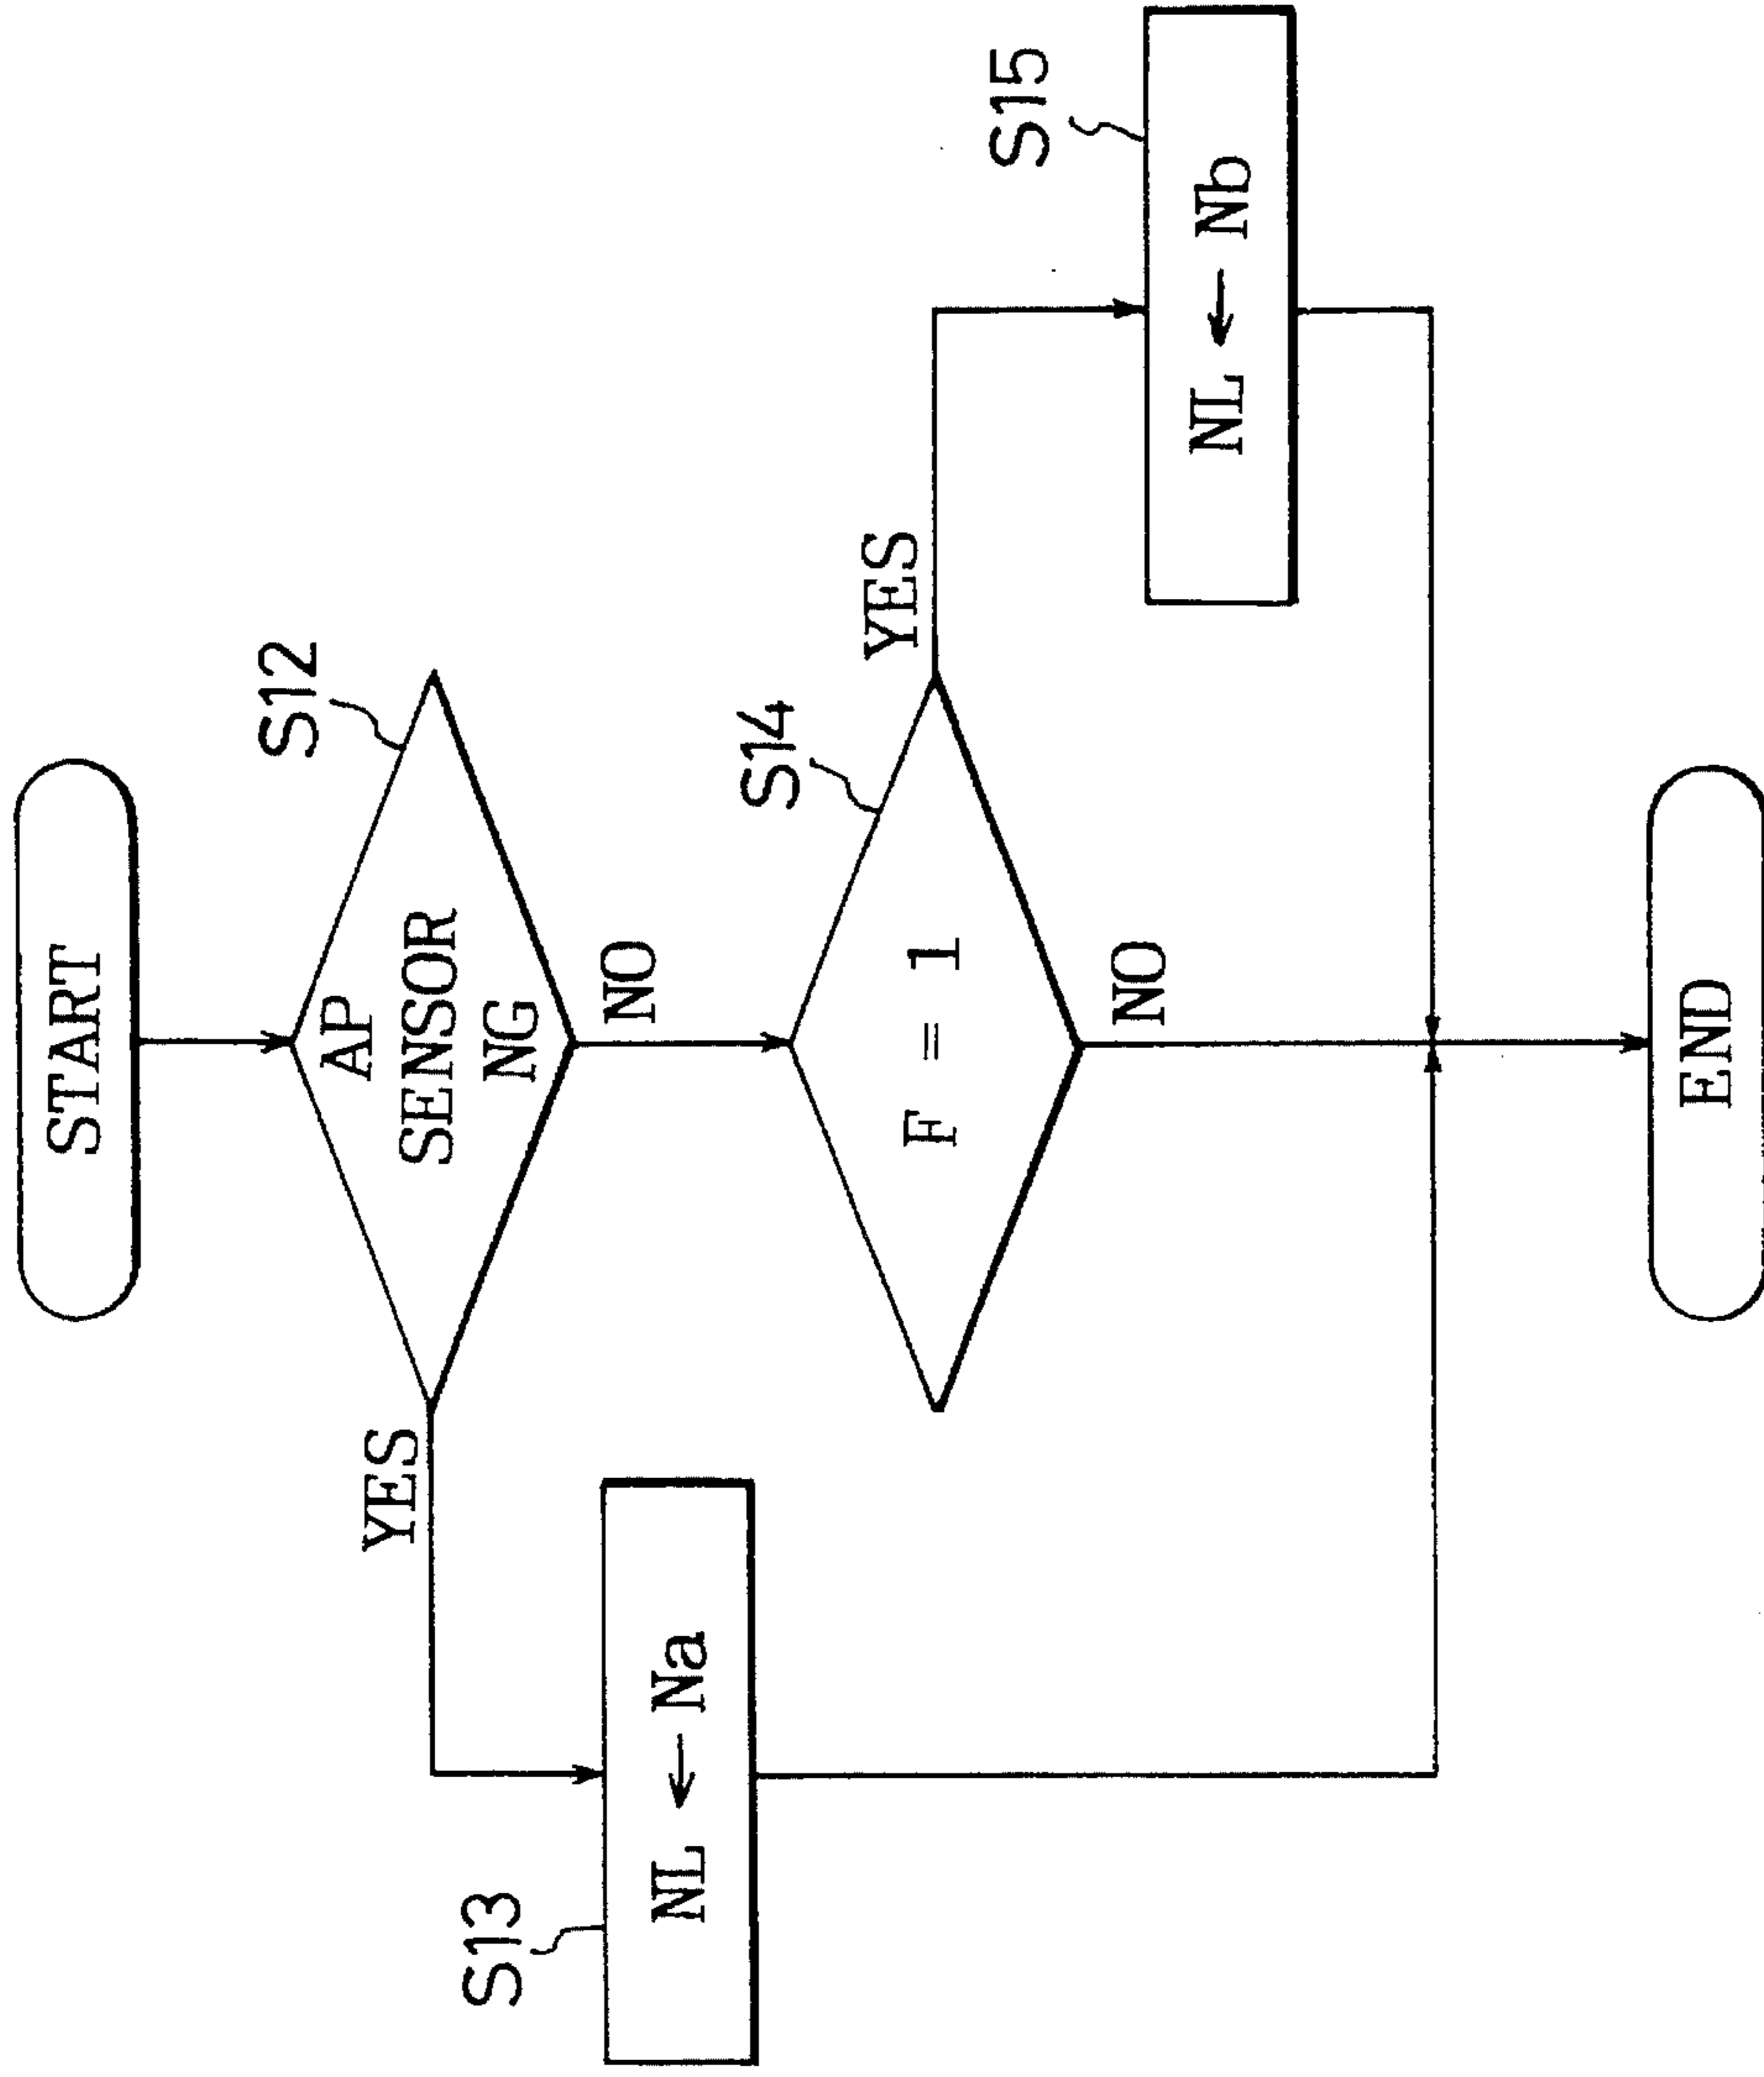 START
S12
AP
SENSOR
NG
YES
NO
S13
NL ← Na
S14
F = 1
YES
NO
S15
NL ← Nb
END